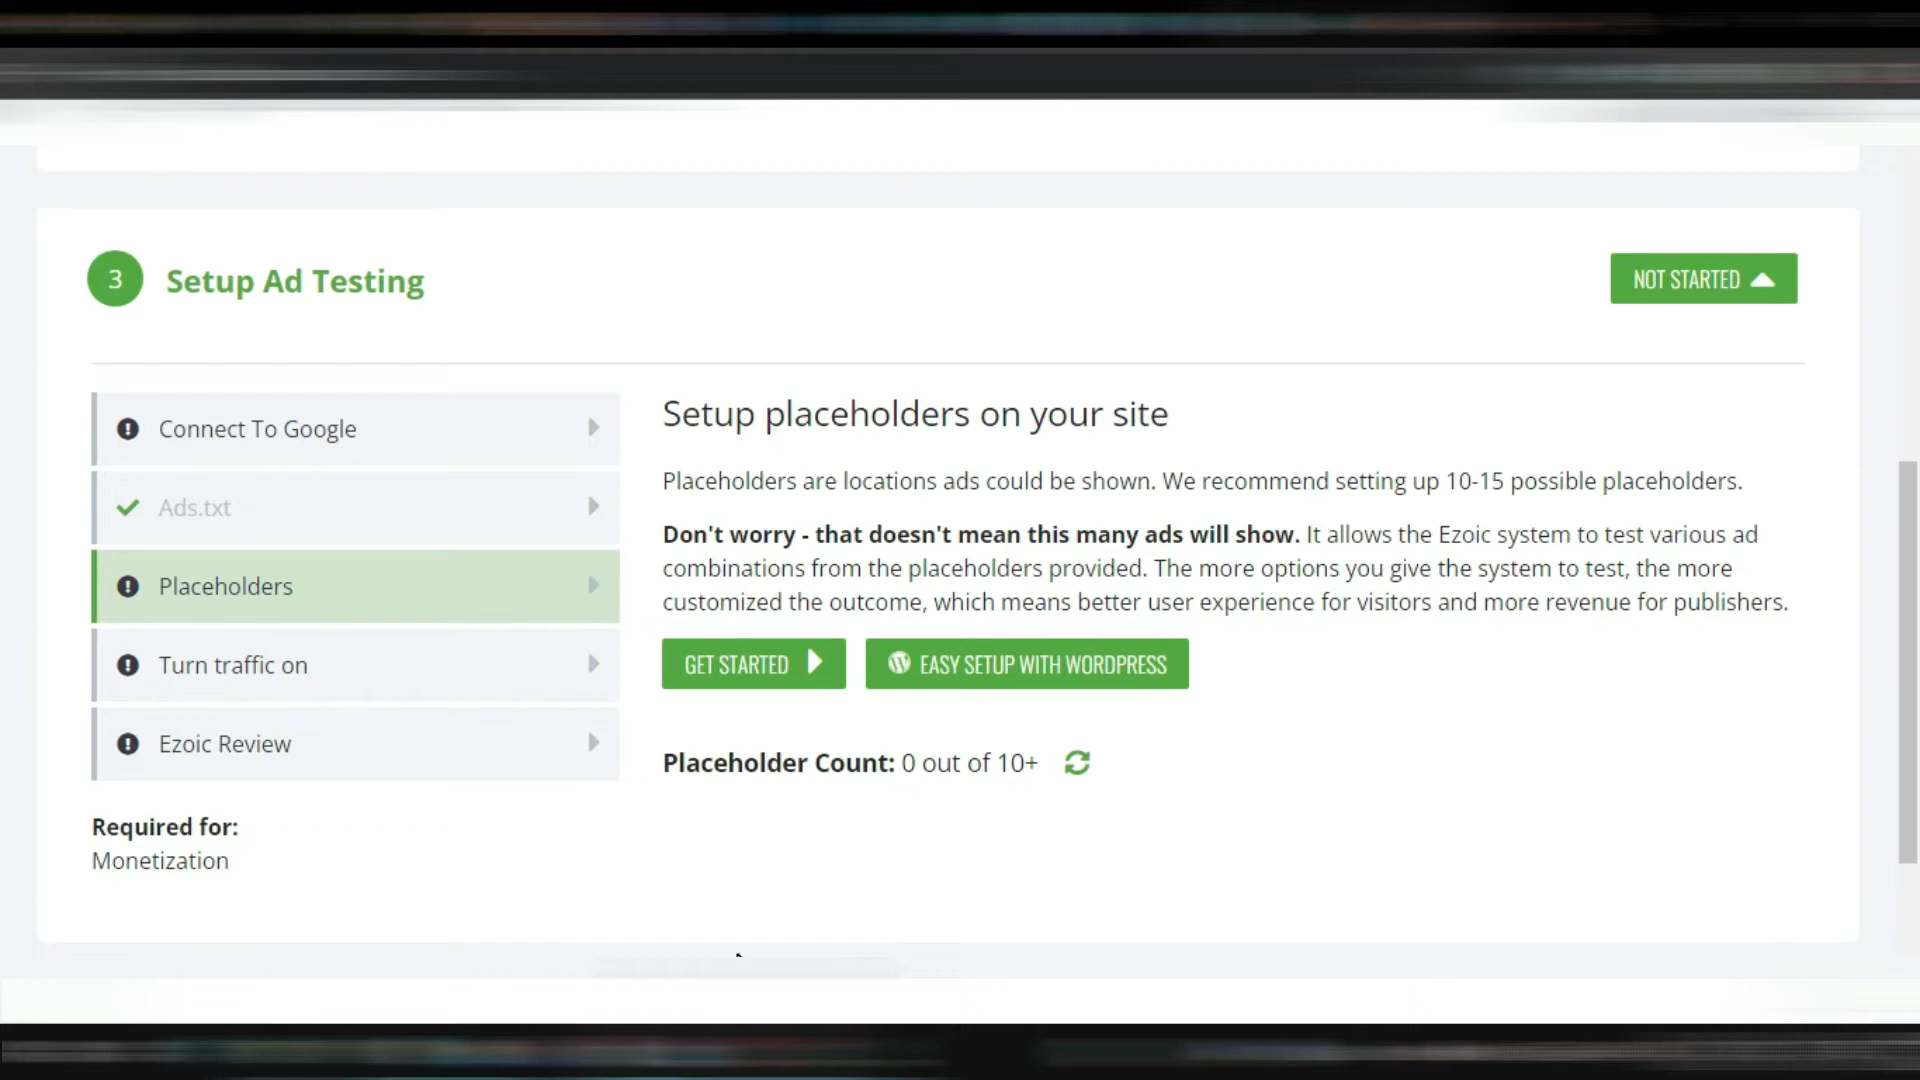 3 Setup Ad Testing
NOT STARTED
Connect To Google
Ads.txt
Placeholders
Turn traffic on
Ezoic Review
Required for:
Monetization
Setup placeholders on your site
Placeholders are locations ads could be shown. We recommend setting up 10-15 possible placeholders.
Don't worry - that doesn't mean this many ads will show. It allows the Ezoic system to test various ad
combinations from the placeholders provided. The more options you give the system to test, the more
customized the outcome, which means better user experience for visitors and more revenue for publishers.
GET STARTED
EASY SETUP WITH WORDPRESS
Placeholder Count: 0 out of 10+